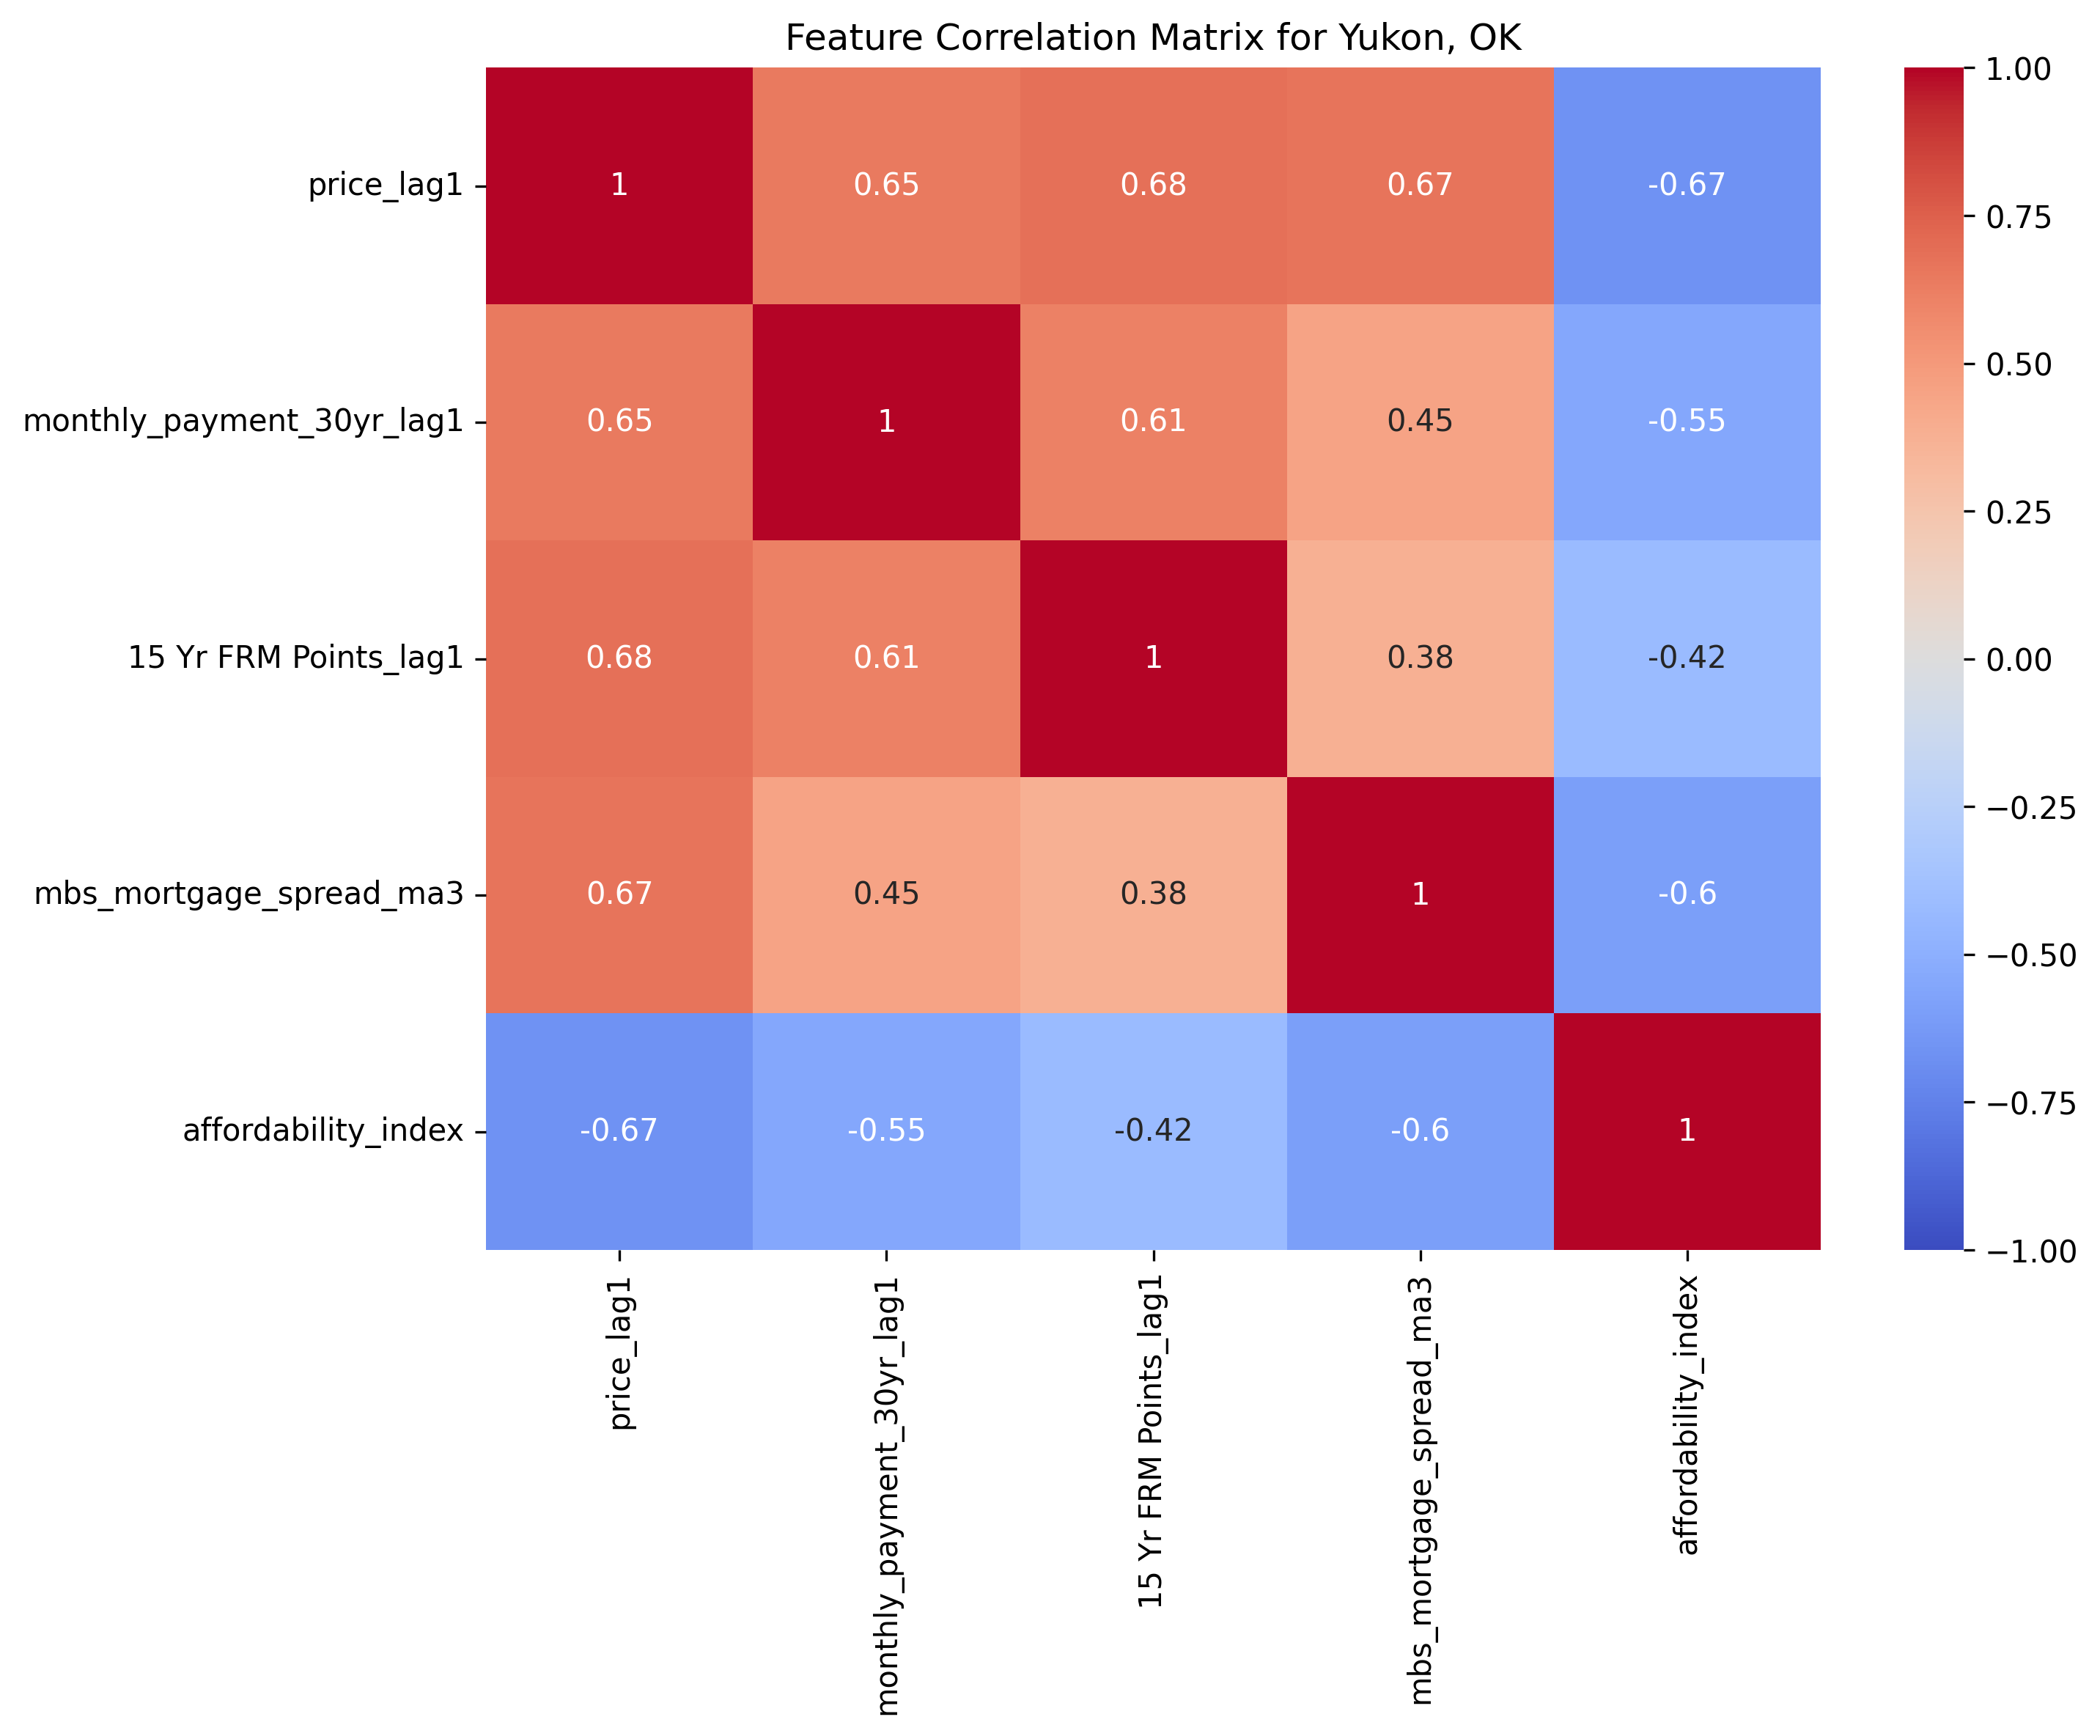 Feature Correlation Matrix for Yukon, OK
price_lag1 1 0.65 0.68 0.67 -0.67
monthly_payment_30yr_lag1 0.65 1 0.61 0.45 -0.55
15 Yr FRM Points_lag1 0.68 0.61 1 0.38 -0.42
mbs_mortgage_spread_ma3 0.67 0.45 0.38 1 -0.6
affordability_index -0.67 -0.55 -0.42 -0.6 1
price_lag1
monthly_payment_30yr_lag1
15 Yr FRM Points_lag1
mbs_mortgage_spread_ma3
affordability_index
1.00
0.75
0.50
0.25
0.00
−0.25
−0.50
−0.75
−1.00